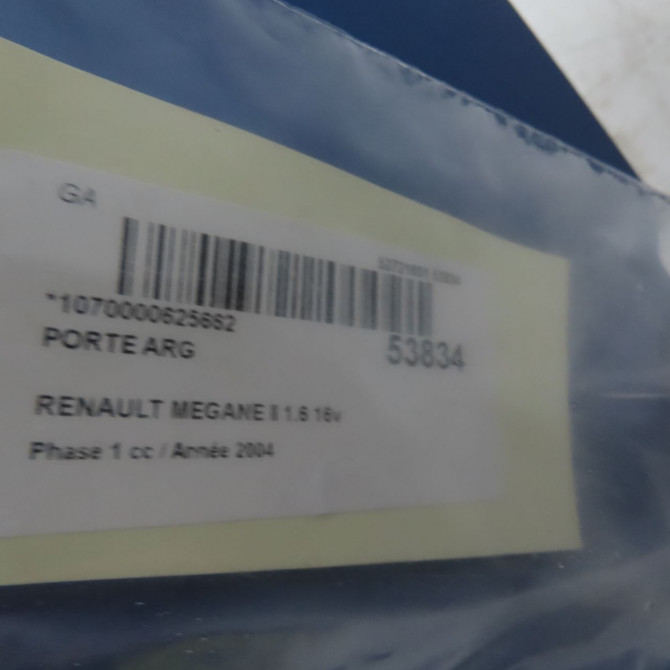 GA
*1070000625662
PORTE ARG
53834
RENAULT MEGANE II 1.6 16v
Phase 1 cc / Année 2004